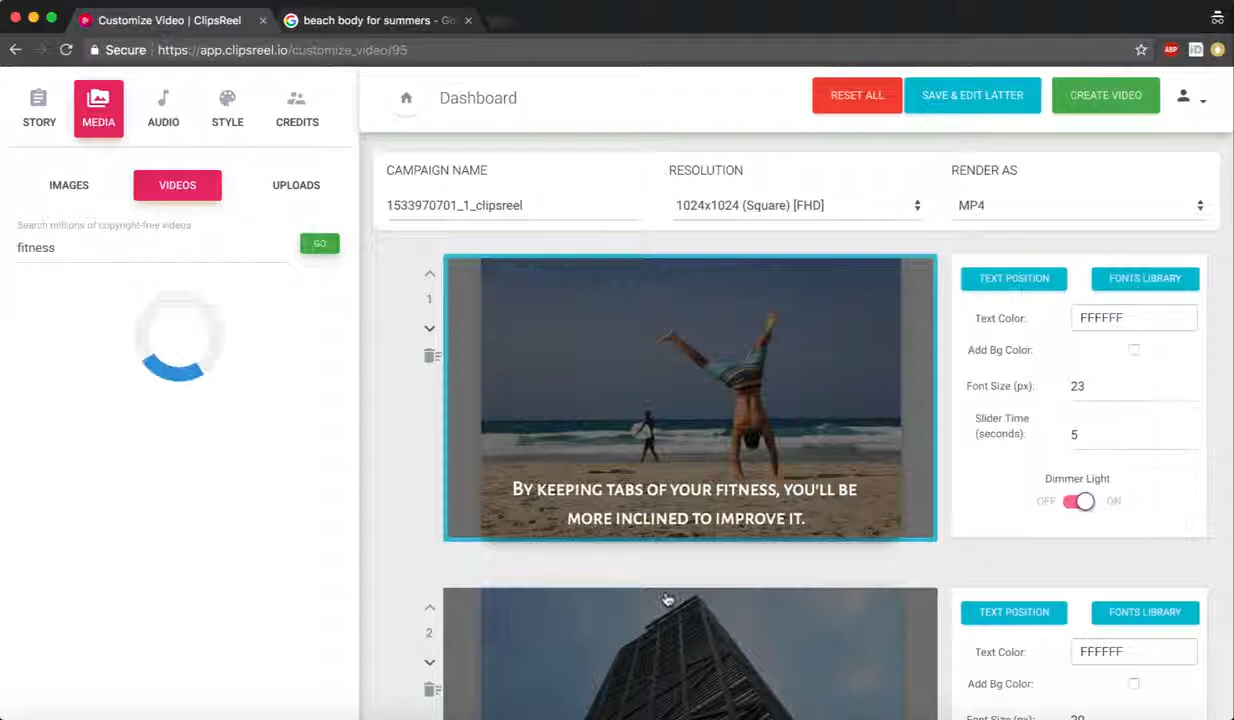 Customize Video | ClipsReel
beach body for summers - Go
Secure
https://app.clipsreel.io/customize_video/95
ABP
STORY
MEDIA
AUDIO
STYLE
CREDITS
Dashboard
RESET ALL
SAVE & EDIT LATTER
CREATE VIDEO
IMAGES
VIDEOS
UPLOADS
Search millions of copyright-free videos
fitness
GO
CAMPAIGN NAME
RESOLUTION
RENDER AS
1533970701_1_clipsreel
1024x1024 (Square) [FHD]
MP4
1
By keeping tabs of your fitness, you'll be
more inclined to improve it.
TEXT POSITION
FONTS LIBRARY
Text Color:
FFFFFF
Add Bg Color:
Font Size (px):
23
Slider Time
(seconds):
5
Dimmer Light
OFF
ON
2
TEXT POSITION
FONTS LIBRARY
Text Color:
FFFFFF
Add Bg Color:
Font Size (px):